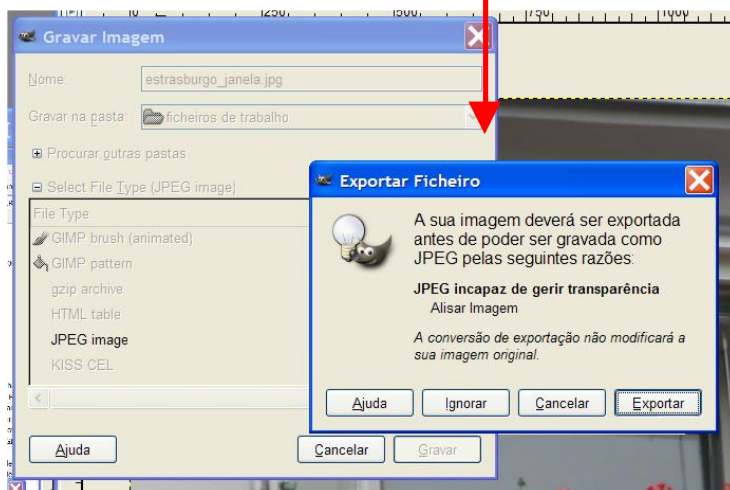 250
500
750
1000
Gravar Imagem
Nome:
estrasburgo_janela.jpg
Gravar na pasta:
ficheiros de trabalho
Procurar outras pastas
Select File Type (JPEG image)
File Type
GIMP brush (animated)
GIMP pattern
gzip archive
HTML table
JPEG image
KISS CEL
Ajuda
Cancelar
Gravar
Exportar Ficheiro
A sua imagem deverá ser exportada
antes de poder ser gravada como
JPEG pelas seguintes razões:
JPEG incapaz de gerir transparência
Alisar Imagem
A conversão de exportação não modificará a
sua imagem original.
Ajuda
Ignorar
Cancelar
Exportar